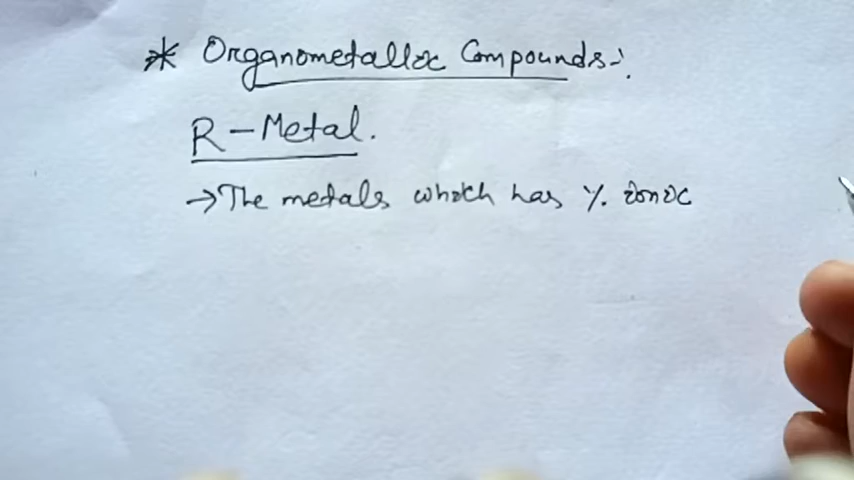 * Organometallic Compounds:-
R-Metal.
→ The metals which has % ionic